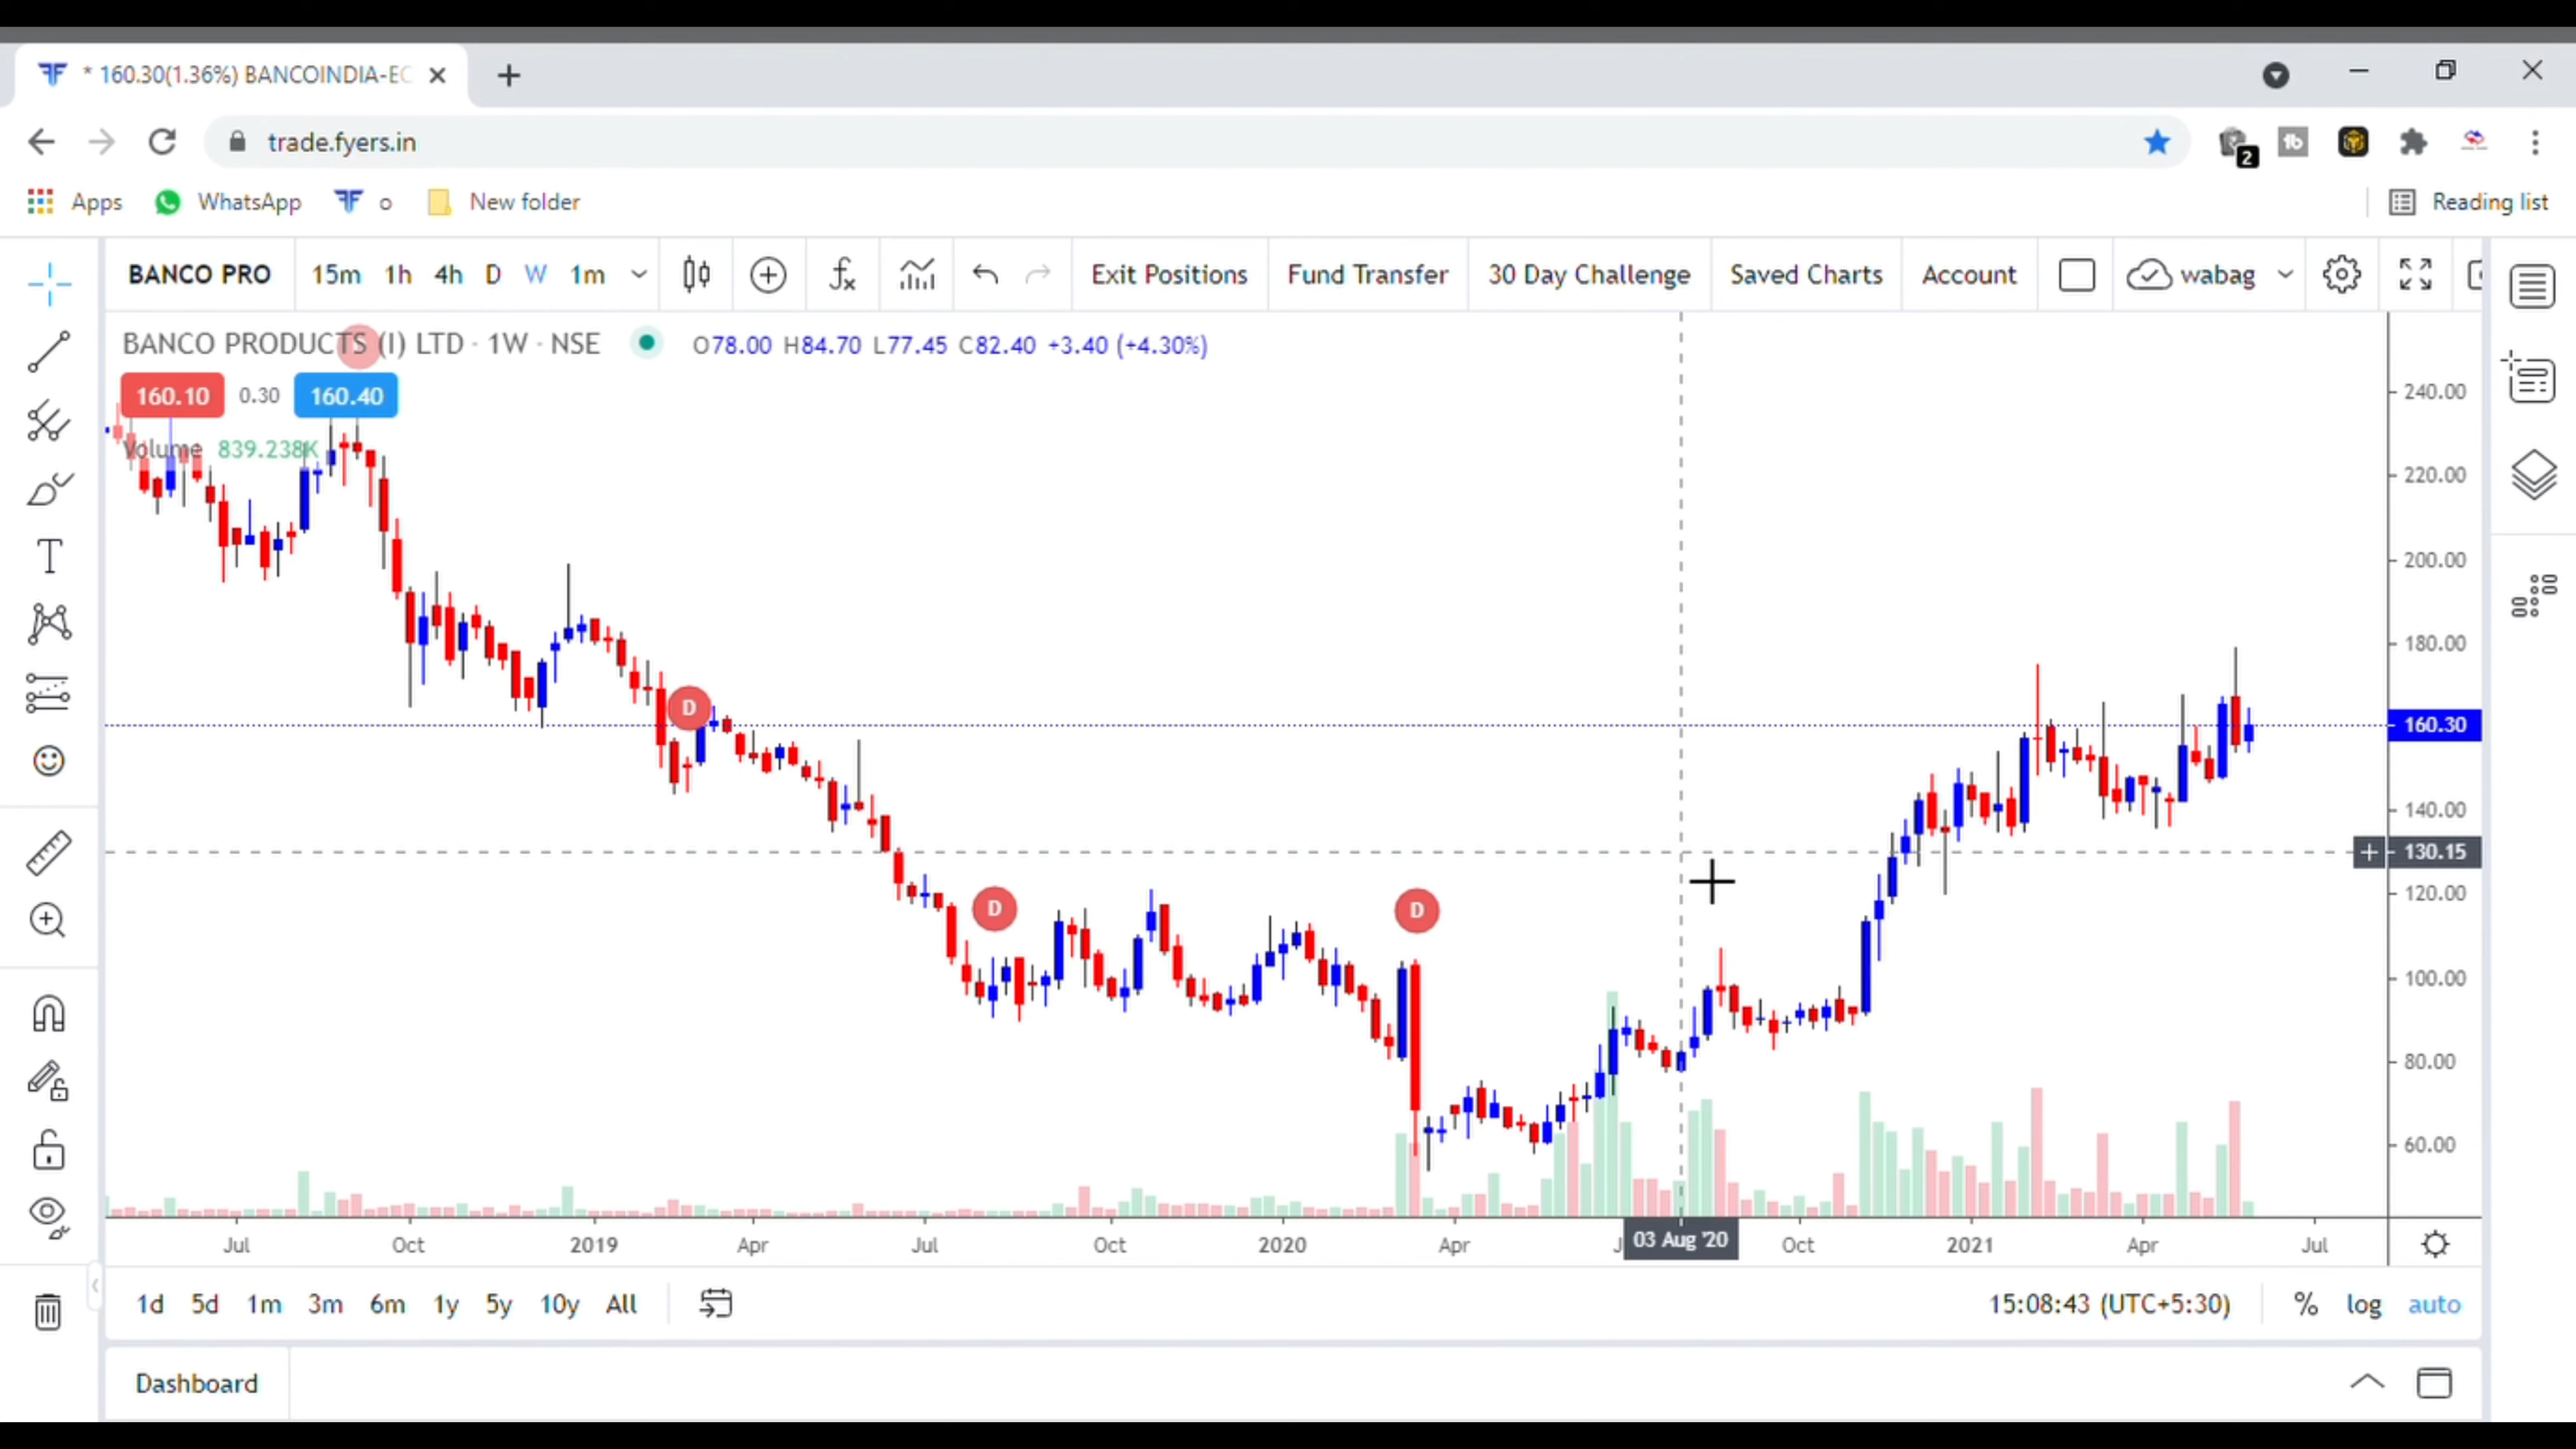 * 160.30(1.36%) BANCOINDIA-EC
trade.fyers.in
2
Apps WhatsApp o New folder Reading list
BANCO PRO 15m 1h 4h D W 1m Exit Positions Fund Transfer 30 Day Challenge Saved Charts Account wabag
BANCO PRODUCTS (I) LTD · 1W · NSE O78.00 H84.70 L77.45 C82.40 +3.40 (+4.30%)
160.10 0.30 160.40
Volume 839.238K
240.00
220.00
200.00
180.00
D
160.30
140.00
130.15
120.00
D D
100.00
80.00
60.00
Jul Oct 2019 Apr Jul Oct 2020 Apr 03 Aug '20 Oct 2021 Apr Jul
1d 5d 1m 3m 6m 1y 5y 10y All 15:08:43 (UTC+5:30) % log auto
Dashboard